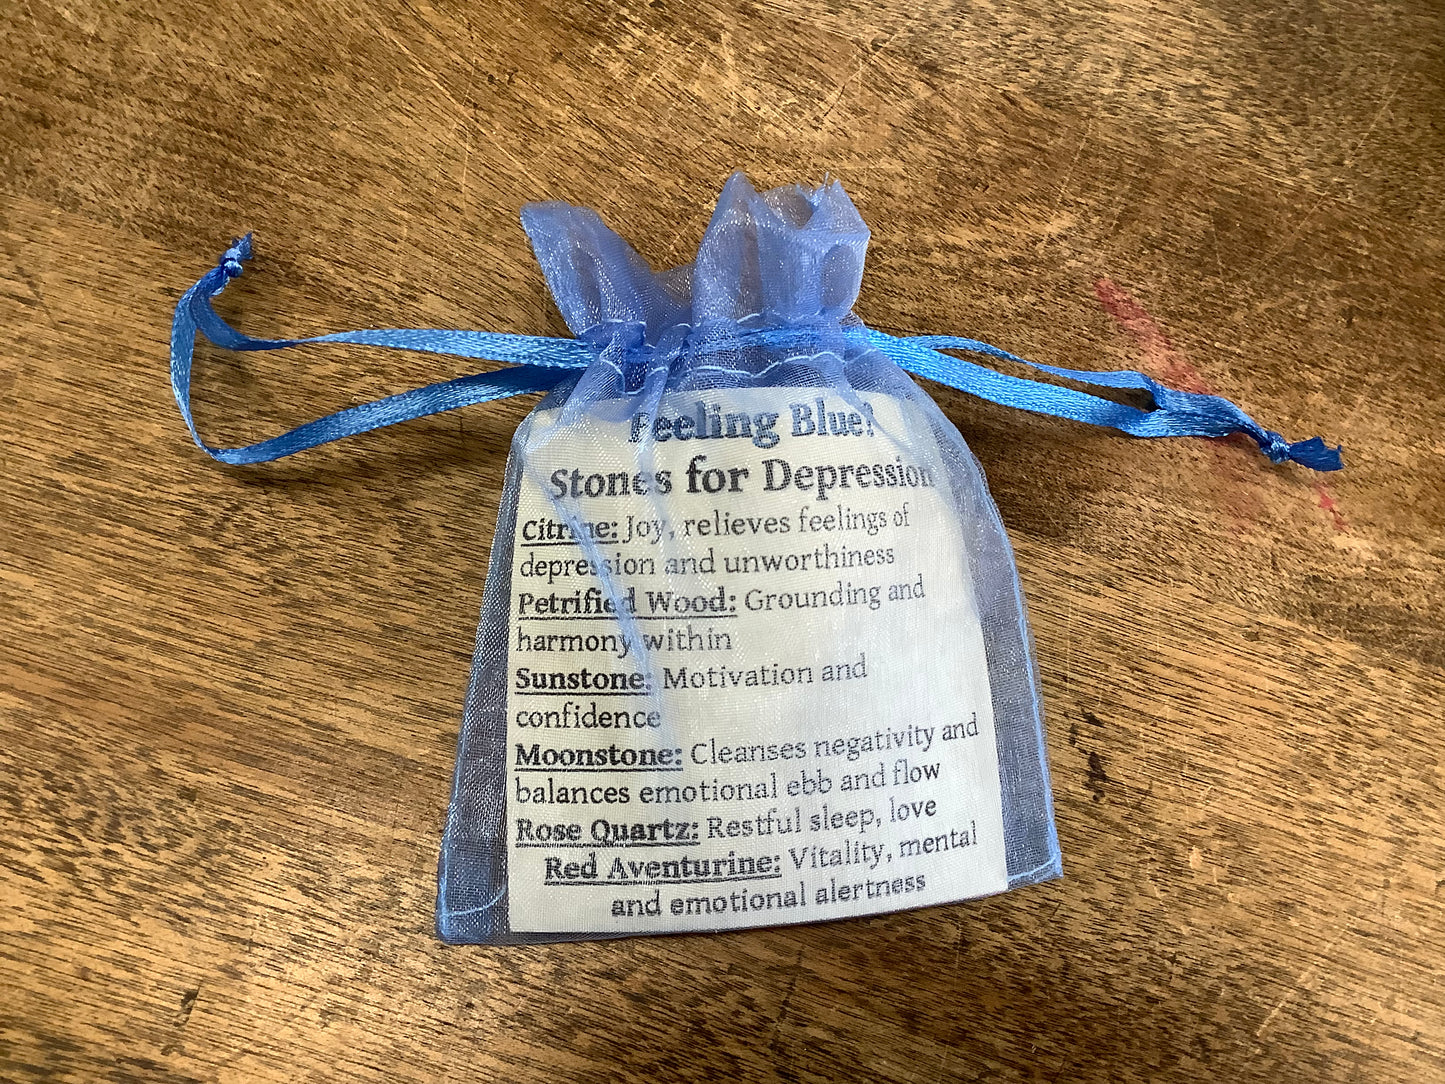 Feeling Blue?
Stones for Depression
Citrine: Joy, relieves feelings of
depression and unworthiness
Petrified Wood: Grounding and
harmony within
Sunstone: Motivation and
confidence
Moonstone: Cleanses negativity and
balances emotional ebb and flow
Rose Quartz: Restful sleep, love
Red Aventurine: Vitality, mental
and emotional alertness